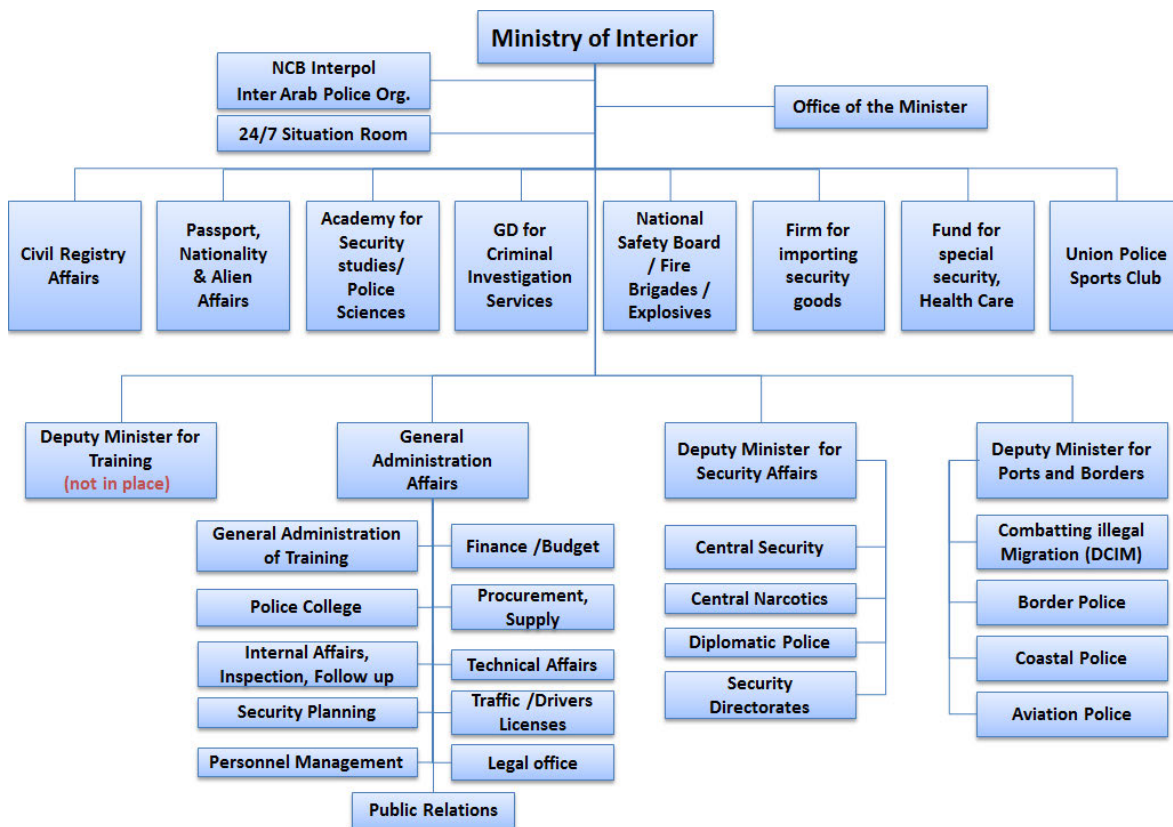 Ministry of Interior
NCB Interpol
Inter Arab Police Org.
Office of the Minister
24/7 Situation Room
Civil Registry
Affairs
Passport,
Nationality
& Alien
Affairs
Academy for
Security
studies/
Police
Sciences
GD for
Criminal
Investigation
Services
National
Safety Board
/ Fire
Brigades /
Explosives
Firm for
importing
security
goods
Fund for
special
security,
Health Care
Union Police
Sports Club
Deputy Minister for
Training
(not in place)
General
Administration
Affairs
Deputy Minister for
Security Affairs
Deputy Minister for
Ports and Borders
General Administration
of Training
Finance /Budget
Police College
Procurement,
Supply
Internal Affairs,
Inspection, Follow up
Technical Affairs
Security Planning
Traffic /Drivers
Licenses
Personnel Management
Legal office
Public Relations
Central Security
Central Narcotics
Diplomatic Police
Security
Directorates
Combatting illegal
Migration (DCIM)
Border Police
Coastal Police
Aviation Police